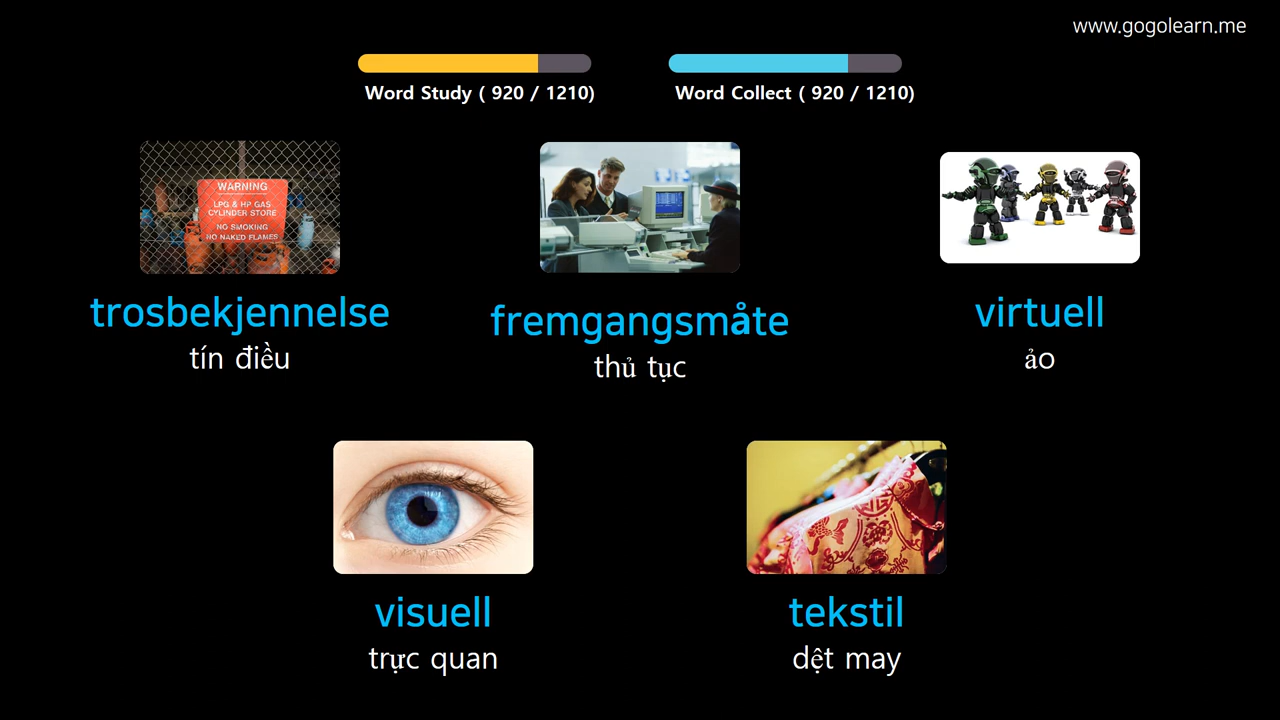 www.gogolearn.me
Word Study ( 920 / 1210)
Word Collect ( 920 / 1210)
WARNING
LPG & HP GAS
CYLINDER STORE
NO SMOKING
NO NAKED FLAMES
trosbekjennelse
tín điều
fremgangsmåte
thủ tục
virtuell
ảo
visuell
trực quan
tekstil
dệt may